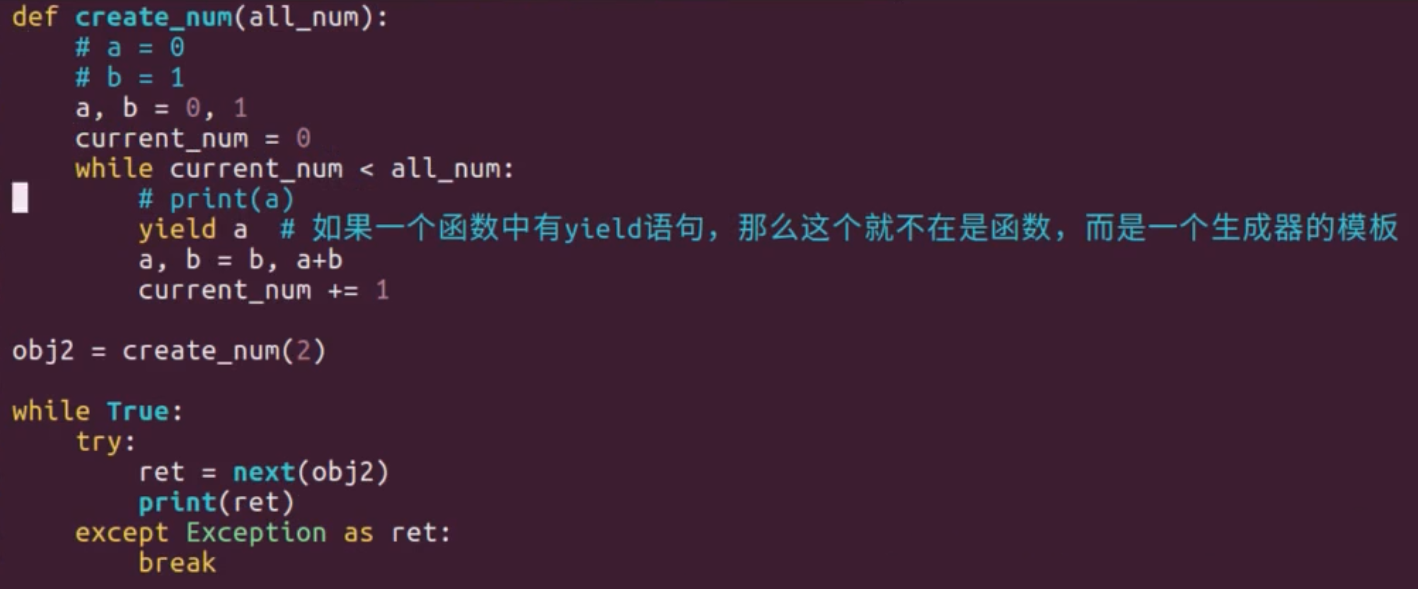 def create_num(all_num):
    # a = 0
    # b = 1
    a, b = 0, 1
    current_num = 0
    while current_num < all_num:
        # print(a)
        yield a  # 如果一个函数中有yield语句，那么这个就不在是函数，而是一个生成器的模板
        a, b = b, a+b
        current_num += 1
obj2 = create_num(2)
while True:
    try:
        ret = next(obj2)
        print(ret)
    except Exception as ret:
        break